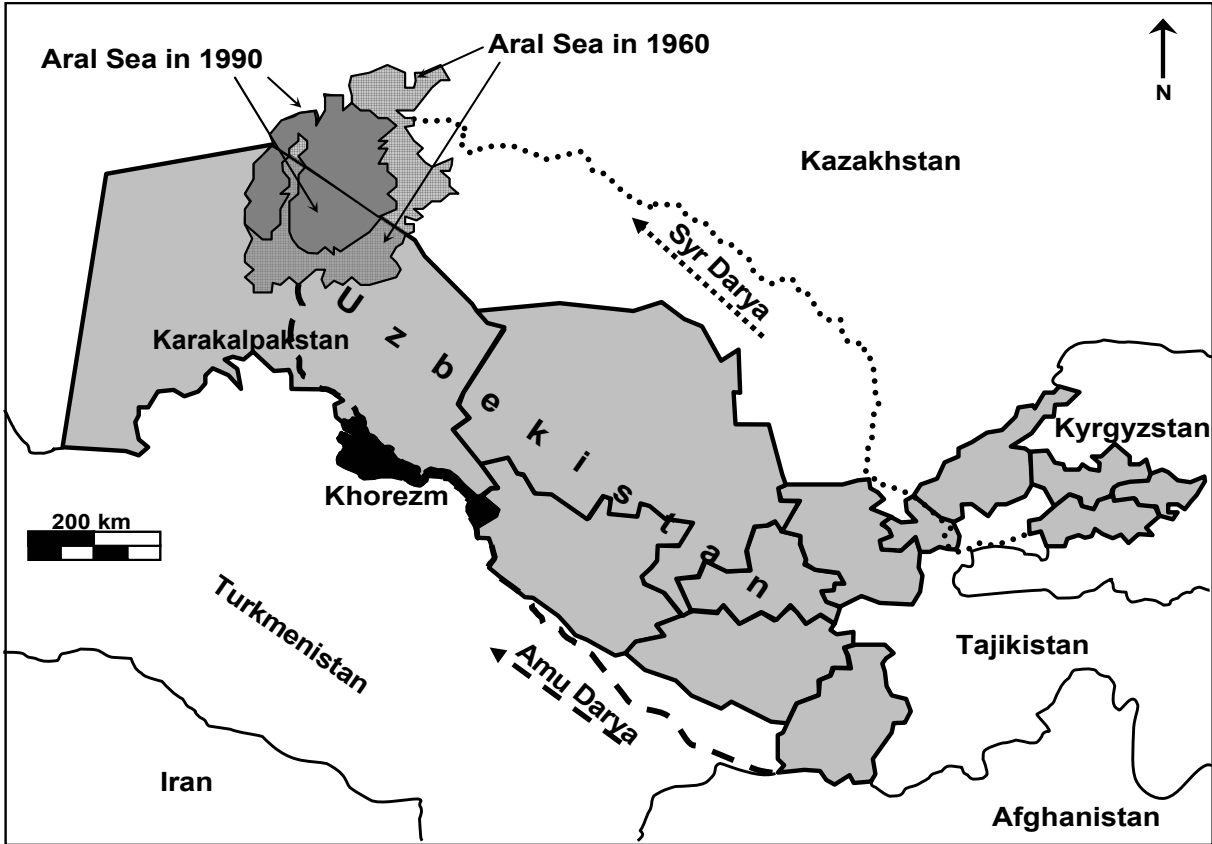 Aral Sea in 1990
Aral Sea in 1960
N
Kazakhstan
Syr Darya
Uzbekistan
Karakalpakstan
Kyrgyzstan
Khorezm
200 km
Turkmenistan
Amu Darya
Tajikistan
Iran
Afghanistan